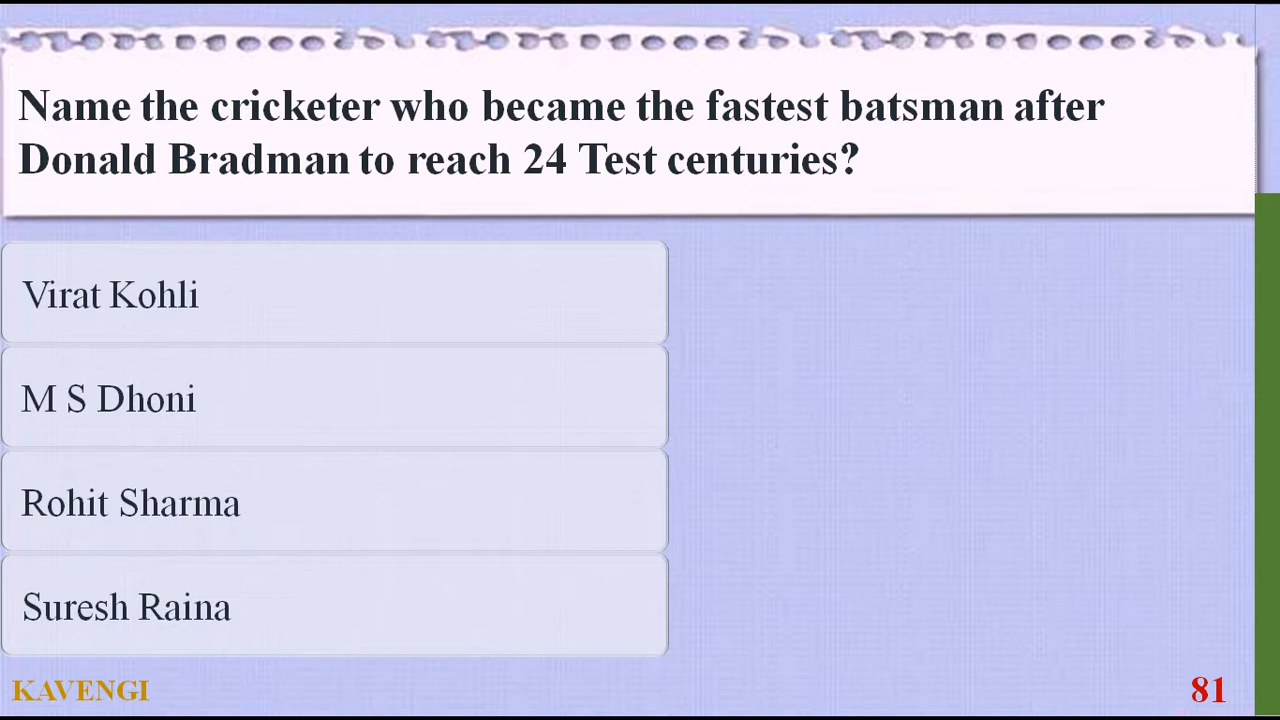 Name the cricketer who became the fastest batsman after
Donald Bradman to reach 24 Test centuries?
Virat Kohli
M S Dhoni
Rohit Sharma
Suresh Raina
KAVENGI
81